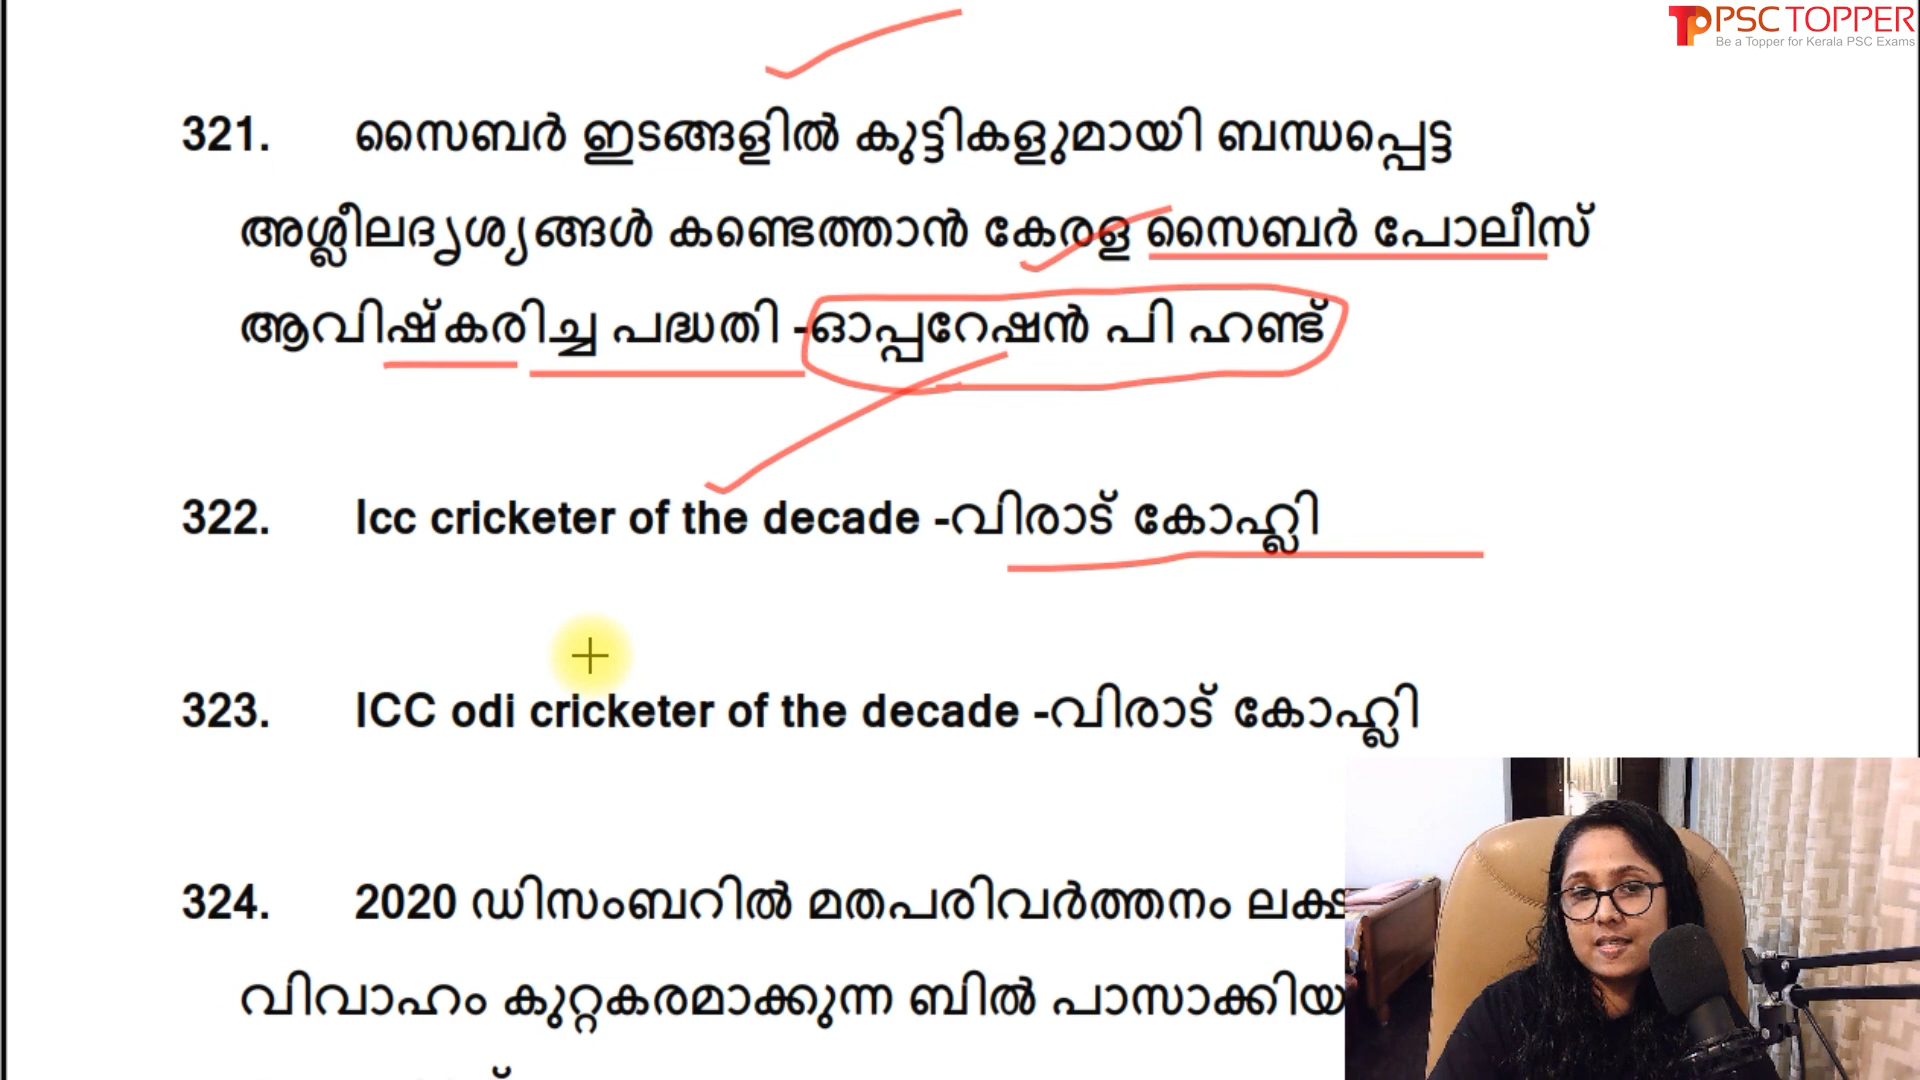 PSC TOPPER
Be a Topper for Kerala PSC Exams
321. സൈബർ ഇടങ്ങളിൽ കുട്ടികളുമായി ബന്ധപ്പെട്ട
അശ്ലീലദൃശ്യങ്ങൾ കണ്ടെത്താൻ കേരള സൈബർ പോലീസ്
ആവിഷ്കരിച്ച പദ്ധതി -ഓപ്പറേഷൻ പി ഹണ്ട്
322. Icc cricketer of the decade -വിരാട് കോഹ്ലി
323. ICC odi cricketer of the decade -വിരാട് കോഹ്ലി
324. 2020 ഡിസംബറിൽ മതപരിവർത്തനം
വിവാഹം കുറ്റകരമാക്കുന്ന ബിൽ പാസാക്കിയ